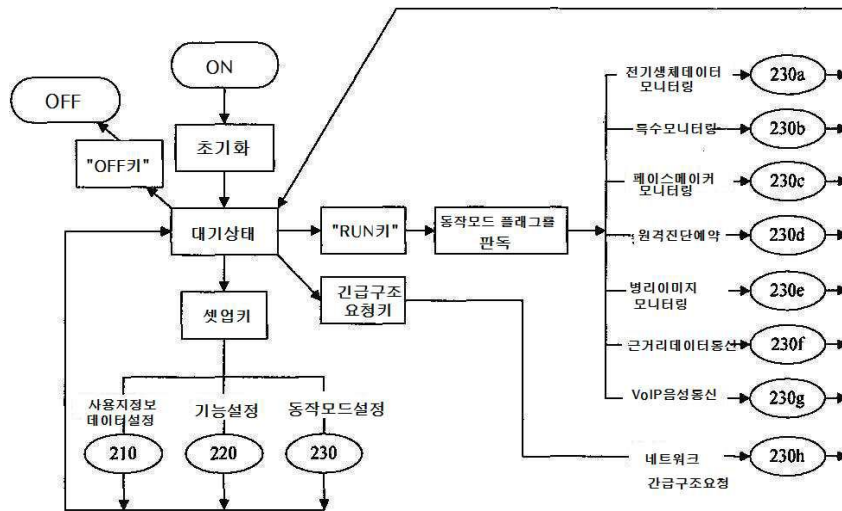 ON
OFF
"OFF키"
초기화
대기상태
"RUN키"
동작모드 플래그를
판독
긴급구조
요청키
셋업키
사용지정보
데이터설정
기능설정
동작모드설정
210
220
230
전기생체데이터
모니터링
230a
특수모니터링
230b
페이스메이커
모니터링
230c
원격진단예약
230d
병리이미지
모니터링
230e
근거리데이터통신
230f
VoIP음성통신
230g
네트워크
간급구조요청
230h